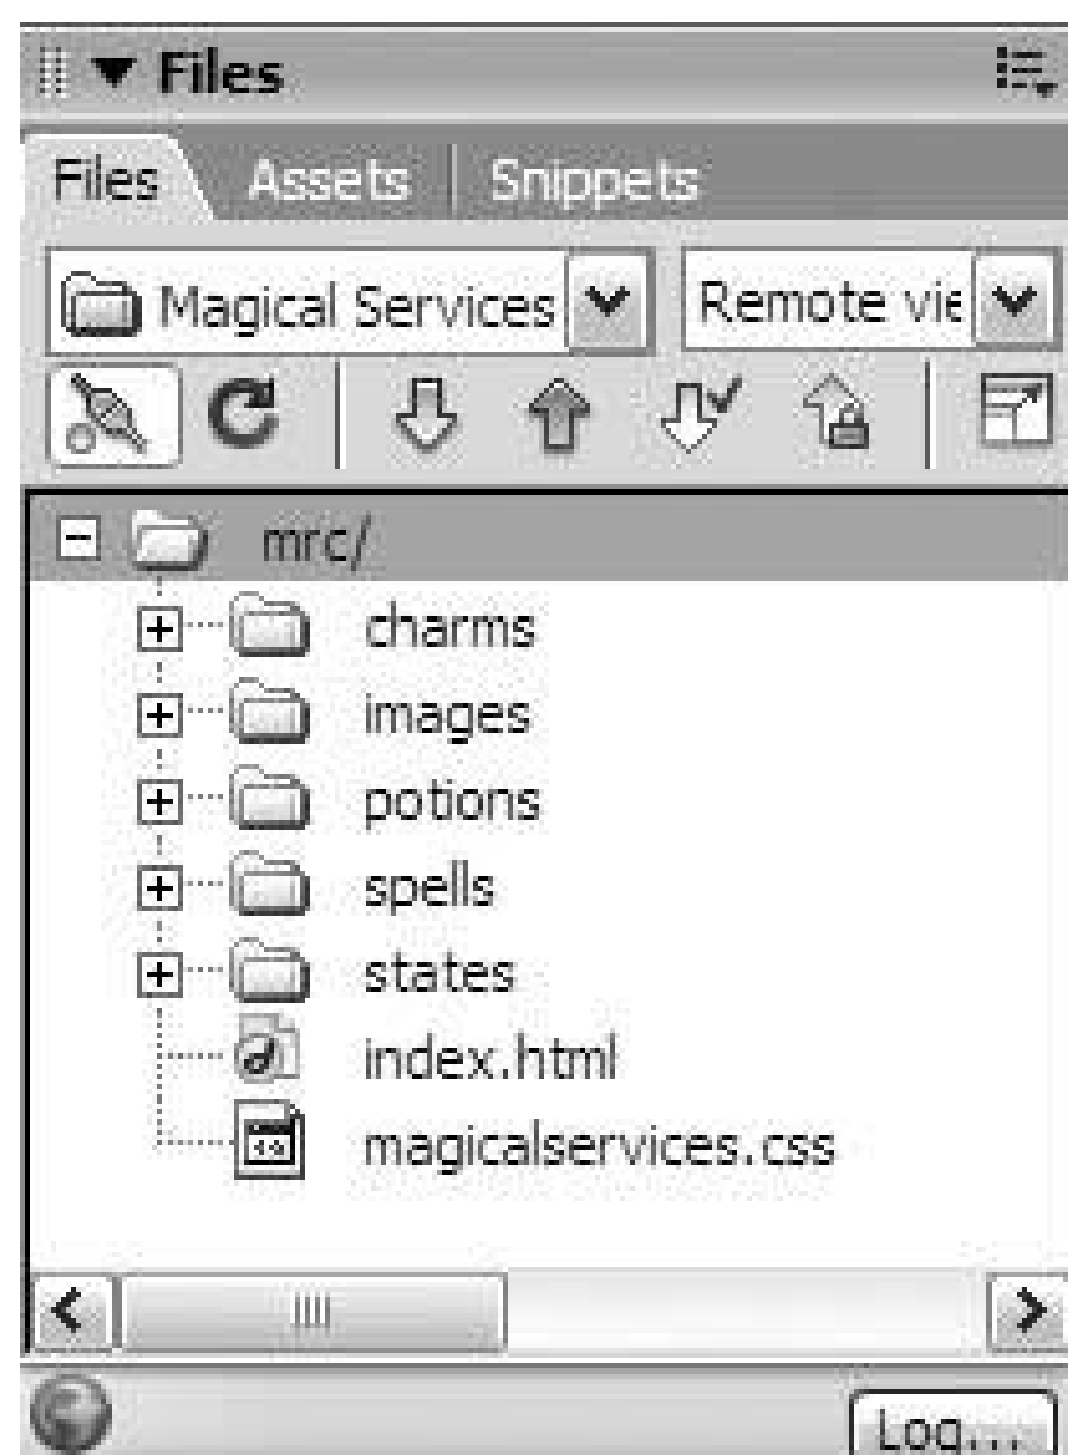 Files
Files Assets Snippets
Magical Services Remote vie
mrc/
charms
images
potions
spells
states
index.html
magicalservices.css
Log...